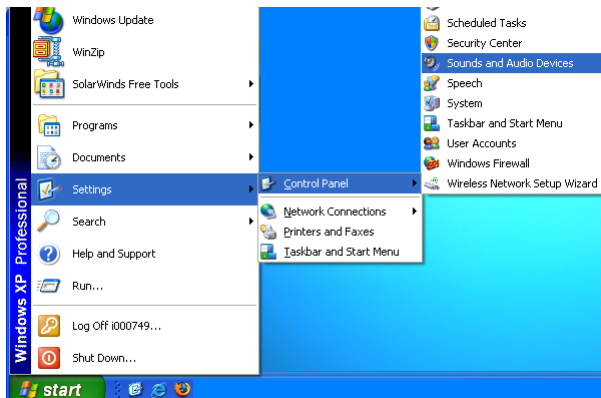 Windows Update
WinZip
SolarWinds Free Tools
Programs
Documents
Settings
Search
Help and Support
Run...
Log Off i000749...
Shut Down...
Windows XP Professional
start
Control Panel
Network Connections
Printers and Faxes
Taskbar and Start Menu
Scheduled Tasks
Security Center
Sounds and Audio Devices
Speech
System
Taskbar and Start Menu
User Accounts
Windows Firewall
Wireless Network Setup Wizard